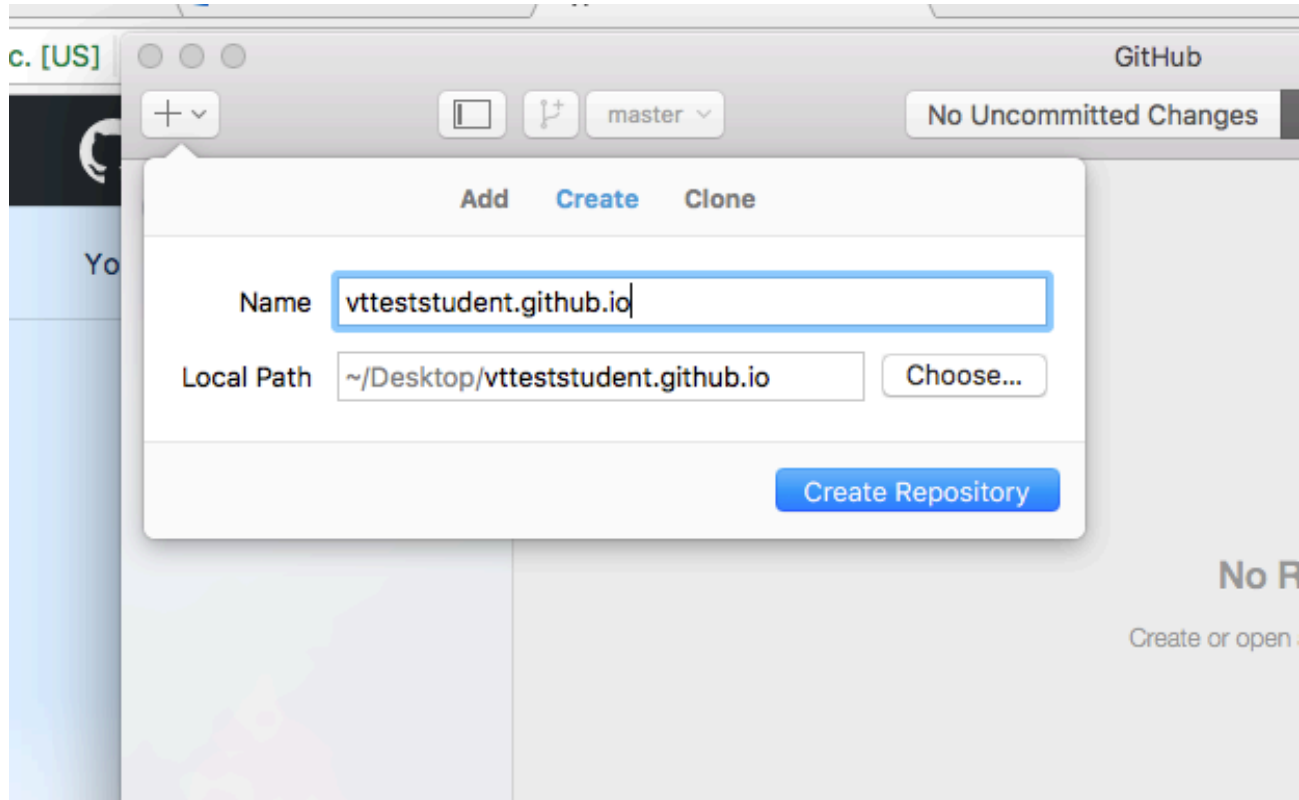 c. [US]
GitHub
master
No Uncommitted Changes
Add Create Clone
Yo
Name vtteststudent.github.io
Local Path ~/Desktop/vtteststudent.github.io Choose...
Create Repository
No R
Create or open